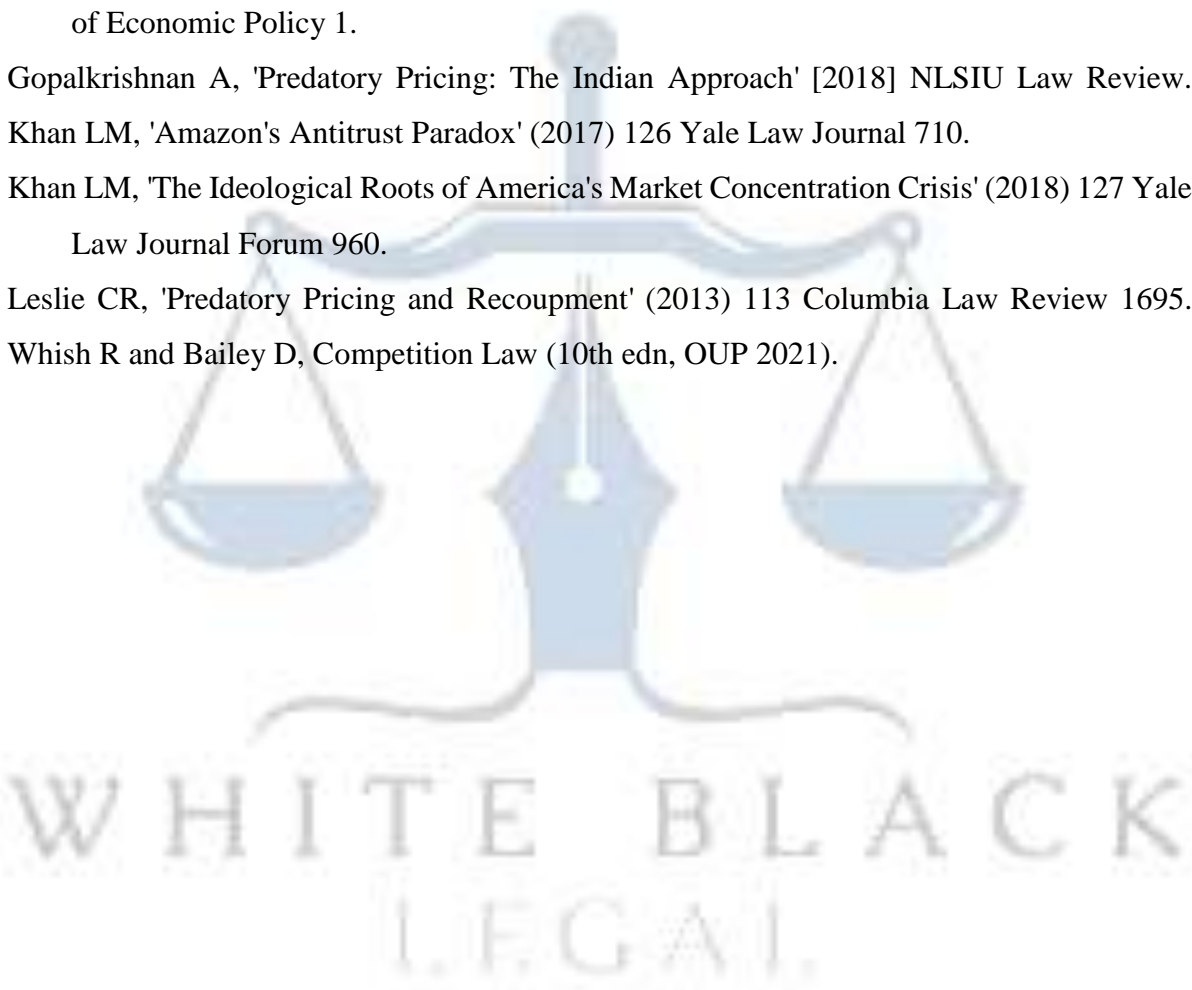 of Economic Policy 1.
Gopalkrishnan A, 'Predatory Pricing: The Indian Approach' [2018] NLSIU Law Review.
Khan LM, 'Amazon's Antitrust Paradox' (2017) 126 Yale Law Journal 710.
Khan LM, 'The Ideological Roots of America's Market Concentration Crisis' (2018) 127 Yale
Law Journal Forum 960.
Leslie CR, 'Predatory Pricing and Recoupment' (2013) 113 Columbia Law Review 1695.
Whish R and Bailey D, Competition Law (10th edn, OUP 2021).
WHITE BLACK
LEGAL